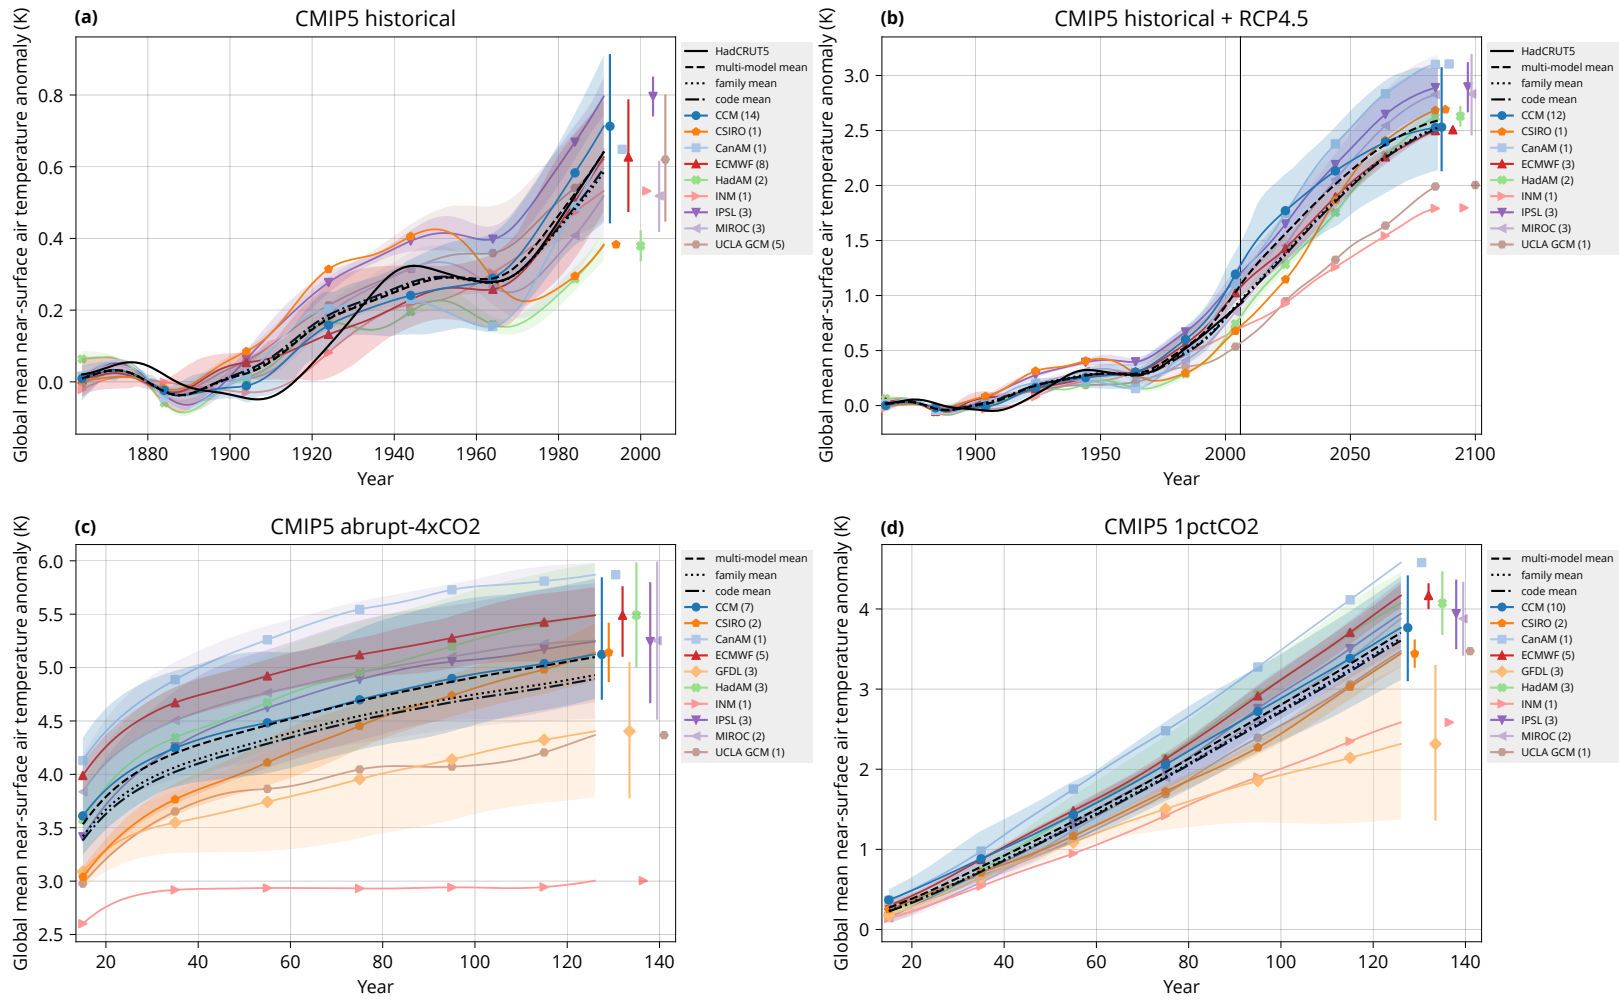 (a)
CMIP5 historical
Global mean near-surface air temperature anomaly (K)
0.8
0.6
0.4
0.2
0.0
1880
1900
1920
1940
1960
1980
2000
Year
HadCRUT5
multi-model mean
family mean
code mean
CCM (14)
CSIRO (1)
CanAM (1)
ECMWF (8)
HadAM (2)
INM (1)
IPSL (3)
MIROC (3)
UCLA GCM (5)
(b)
CMIP5 historical + RCP4.5
Global mean near-surface air temperature anomaly (K)
3.0
2.5
2.0
1.5
1.0
0.5
0.0
1900
1950
2000
2050
2100
Year
HadCRUT5
multi-model mean
family mean
code mean
CCM (12)
CSIRO (1)
CanAM (1)
ECMWF (3)
HadAM (2)
INM (1)
IPSL (3)
MIROC (3)
UCLA GCM (1)
(c)
CMIP5 abrupt-4xCO2
Global mean near-surface air temperature anomaly (K)
6.0
5.5
5.0
4.5
4.0
3.5
3.0
2.5
20
40
60
80
100
120
140
Year
multi-model mean
family mean
code mean
CCM (7)
CSIRO (2)
CanAM (1)
ECMWF (5)
GFDL (3)
HadAM (3)
INM (1)
IPSL (3)
MIROC (2)
UCLA GCM (1)
(d)
CMIP5 1pctCO2
Global mean near-surface air temperature anomaly (K)
4
3
2
1
0
20
40
60
80
100
120
140
Year
multi-model mean
family mean
code mean
CCM (10)
CSIRO (2)
CanAM (1)
ECMWF (5)
GFDL (3)
HadAM (3)
INM (1)
IPSL (3)
MIROC (3)
UCLA GCM (1)